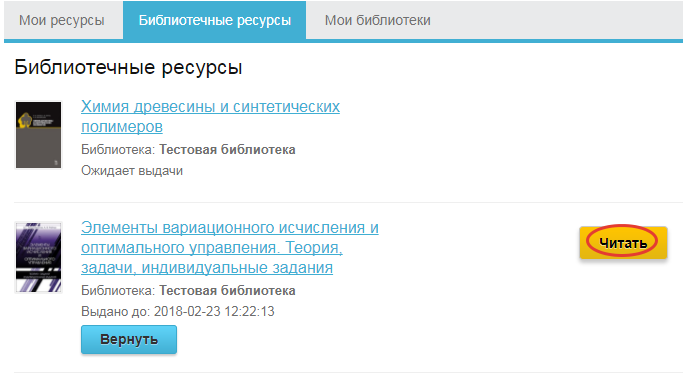 Мои ресурсы Библиотечные ресурсы Мои библиотеки
Библиотечные ресурсы
Химия древесины и синтетических
полимеров
Библиотека: Тестовая библиотека
Ожидает выдачи
Элементы вариационного исчисления и
оптимального управления. Теория,
задачи, индивидуальные задания
Читать
Библиотека: Тестовая библиотека
Выдано до: 2018-02-23 12:22:13
Вернуть